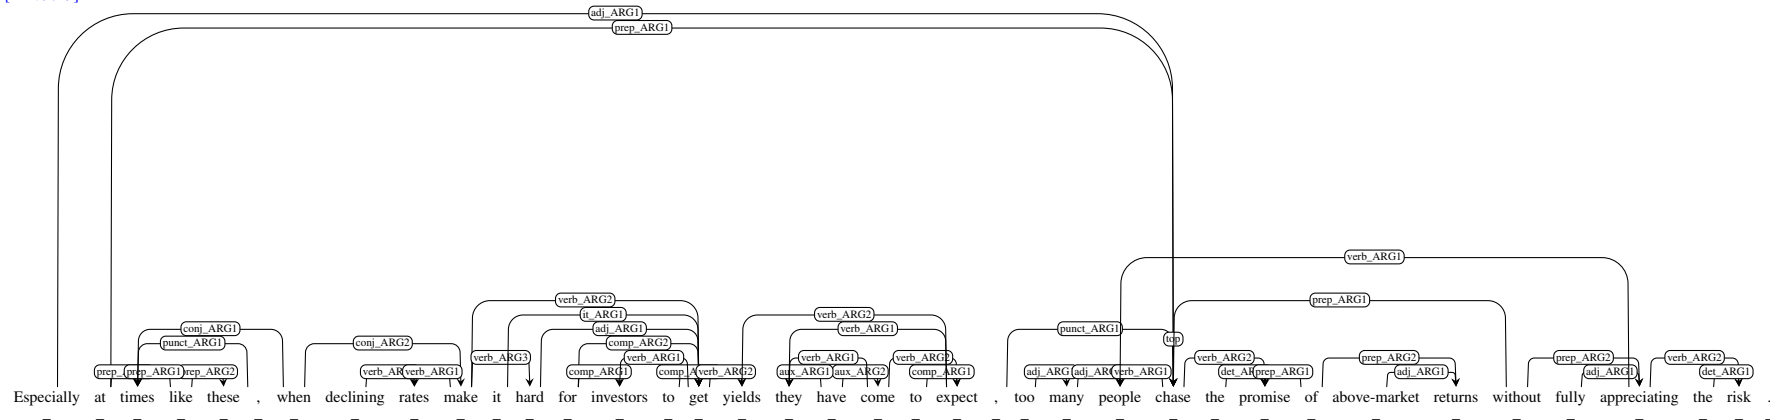 adj_ARG1
prep_ARG1
verb_ARG1
verb_ARG2 prep_ARG1
it_ARG1 verb_ARG2
conj_ARG1 adj_ARG1 verb_ARG1 punct_ARG1
top
punct_ARG1 conj_ARG2 comp_ARG2
verb_ARG3 verb_ARG1 verb_ARG1 verb_ARG2 verb_ARG2 prep_ARG2 prep_ARG2 verb_ARG2
prep_ARG1 verb_ARG1 comp_ARG1 verb_ARG2 aux_ARG1 aux_ARG2 comp_ARG1 verb_ARG1 prep_ARG1 adj_ARG1 adj_ARG1 det_ARG1
Especially at times like these , when declining rates make it hard for investors to get yields they have come to expect , too many people chase the promise of above-market returns without fully appreciating the risk .